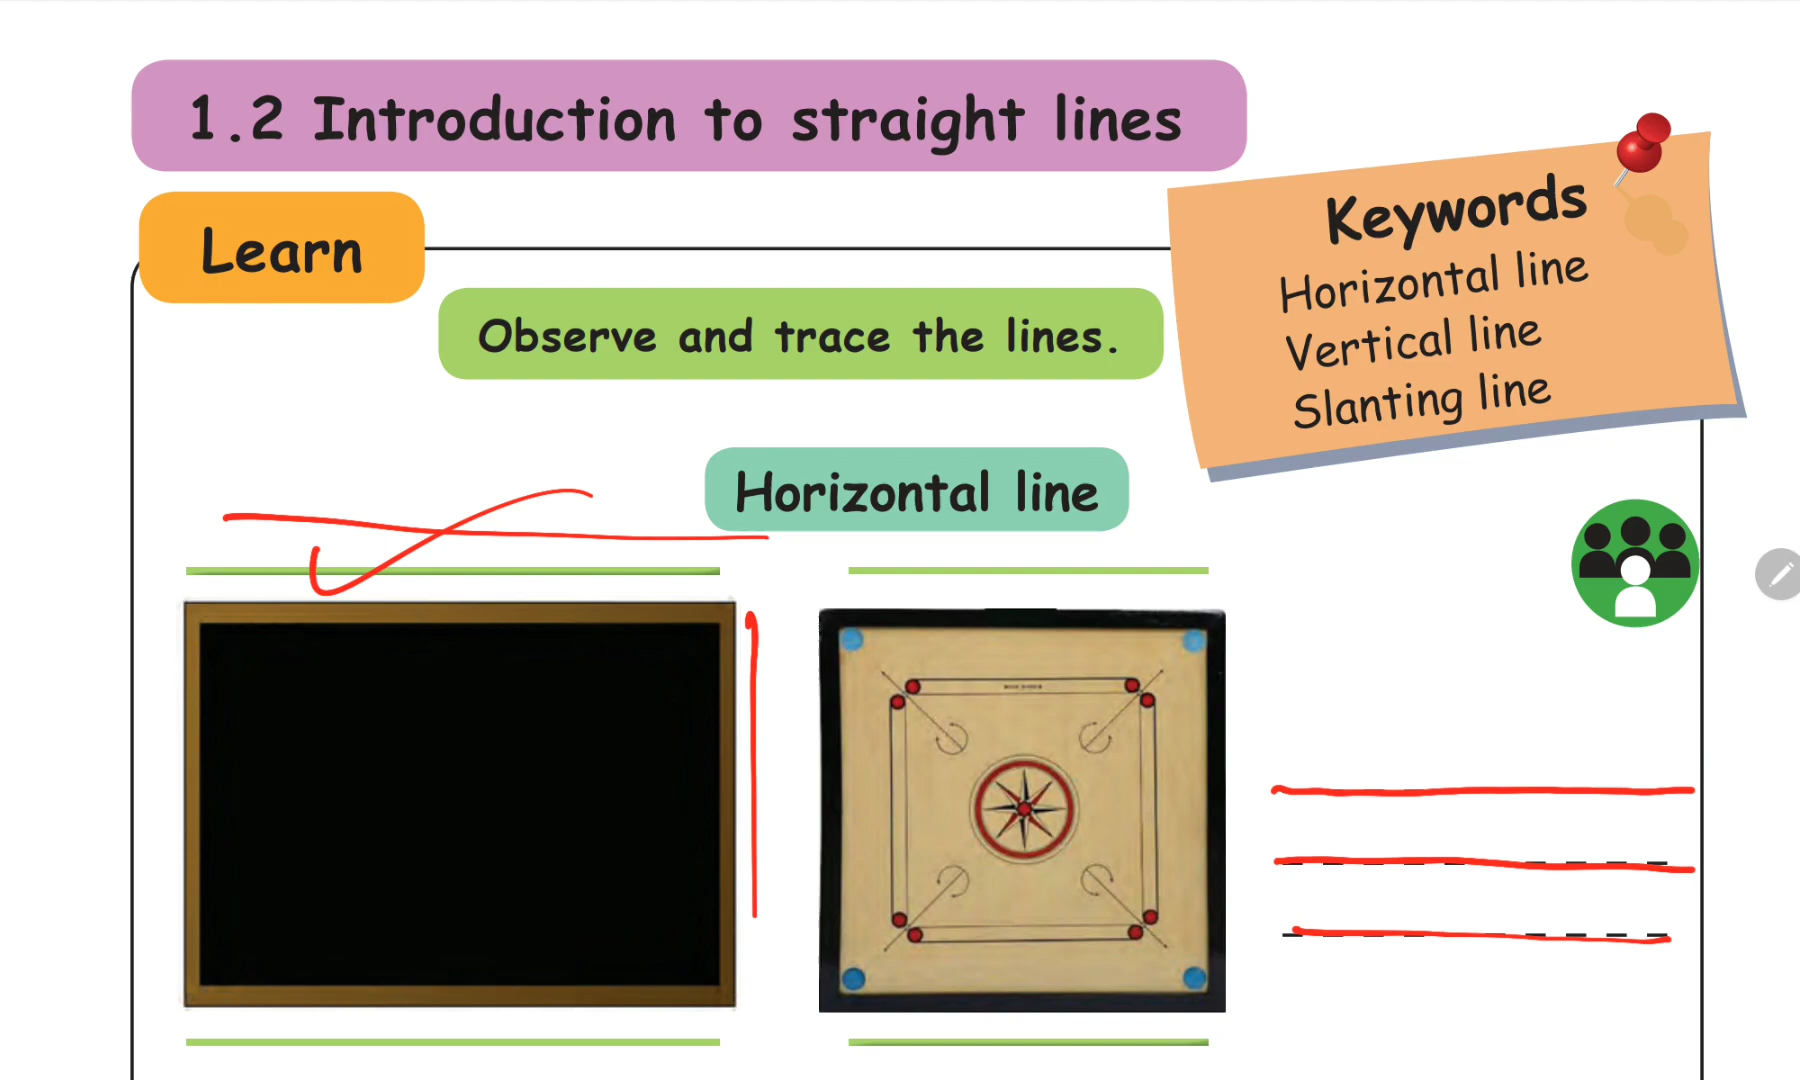 1.2 Introduction to straight lines
Learn
Observe and trace the lines.
Keywords
Horizontal line
Vertical line
Slanting line
Horizontal line